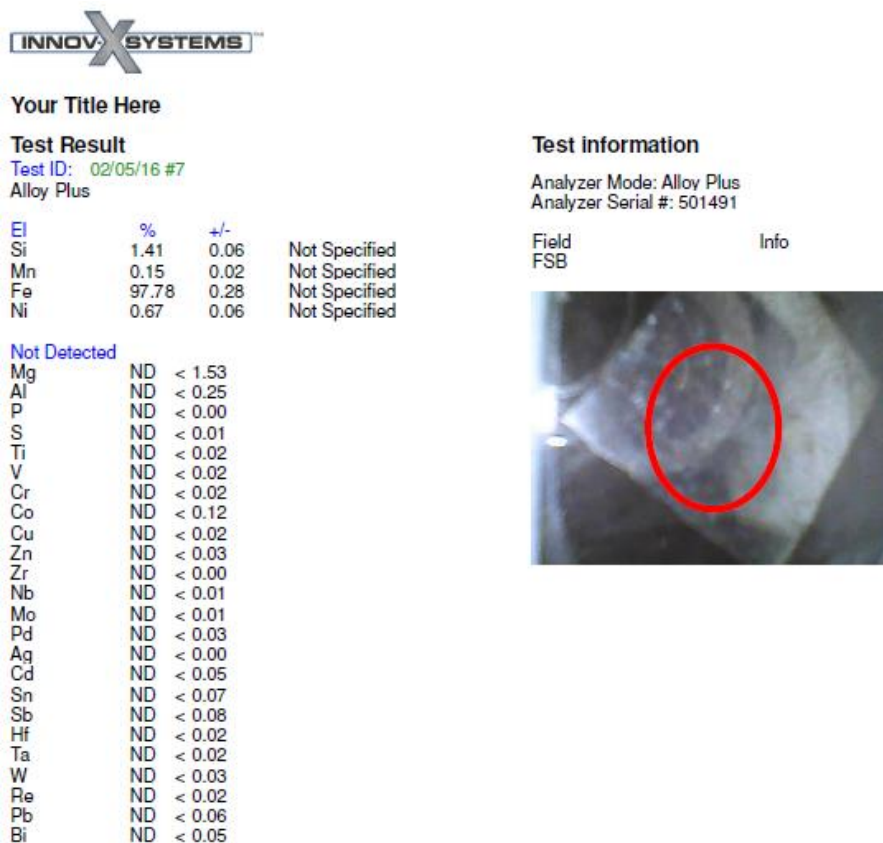 INNOV-X SYSTEMS™
Your Title Here
Test Result
Test ID: 02/05/16 #7
Alloy Plus
El % +/-
Si 1.41 0.06 Not Specified
Mn 0.15 0.02 Not Specified
Fe 97.78 0.28 Not Specified
Ni 0.67 0.06 Not Specified
Not Detected
Mg ND < 1.53
Al ND < 0.25
P ND < 0.00
S ND < 0.01
Ti ND < 0.02
V ND < 0.02
Cr ND < 0.02
Co ND < 0.12
Cu ND < 0.02
Zn ND < 0.03
Zr ND < 0.00
Nb ND < 0.01
Mo ND < 0.01
Pd ND < 0.03
Ag ND < 0.00
Cd ND < 0.05
Sn ND < 0.07
Sb ND < 0.08
Hf ND < 0.02
Ta ND < 0.02
W ND < 0.03
Re ND < 0.02
Pb ND < 0.06
Bi ND < 0.05
Test information
Analyzer Mode: Alloy Plus
Analyzer Serial #: 501491
Field Info
FSB